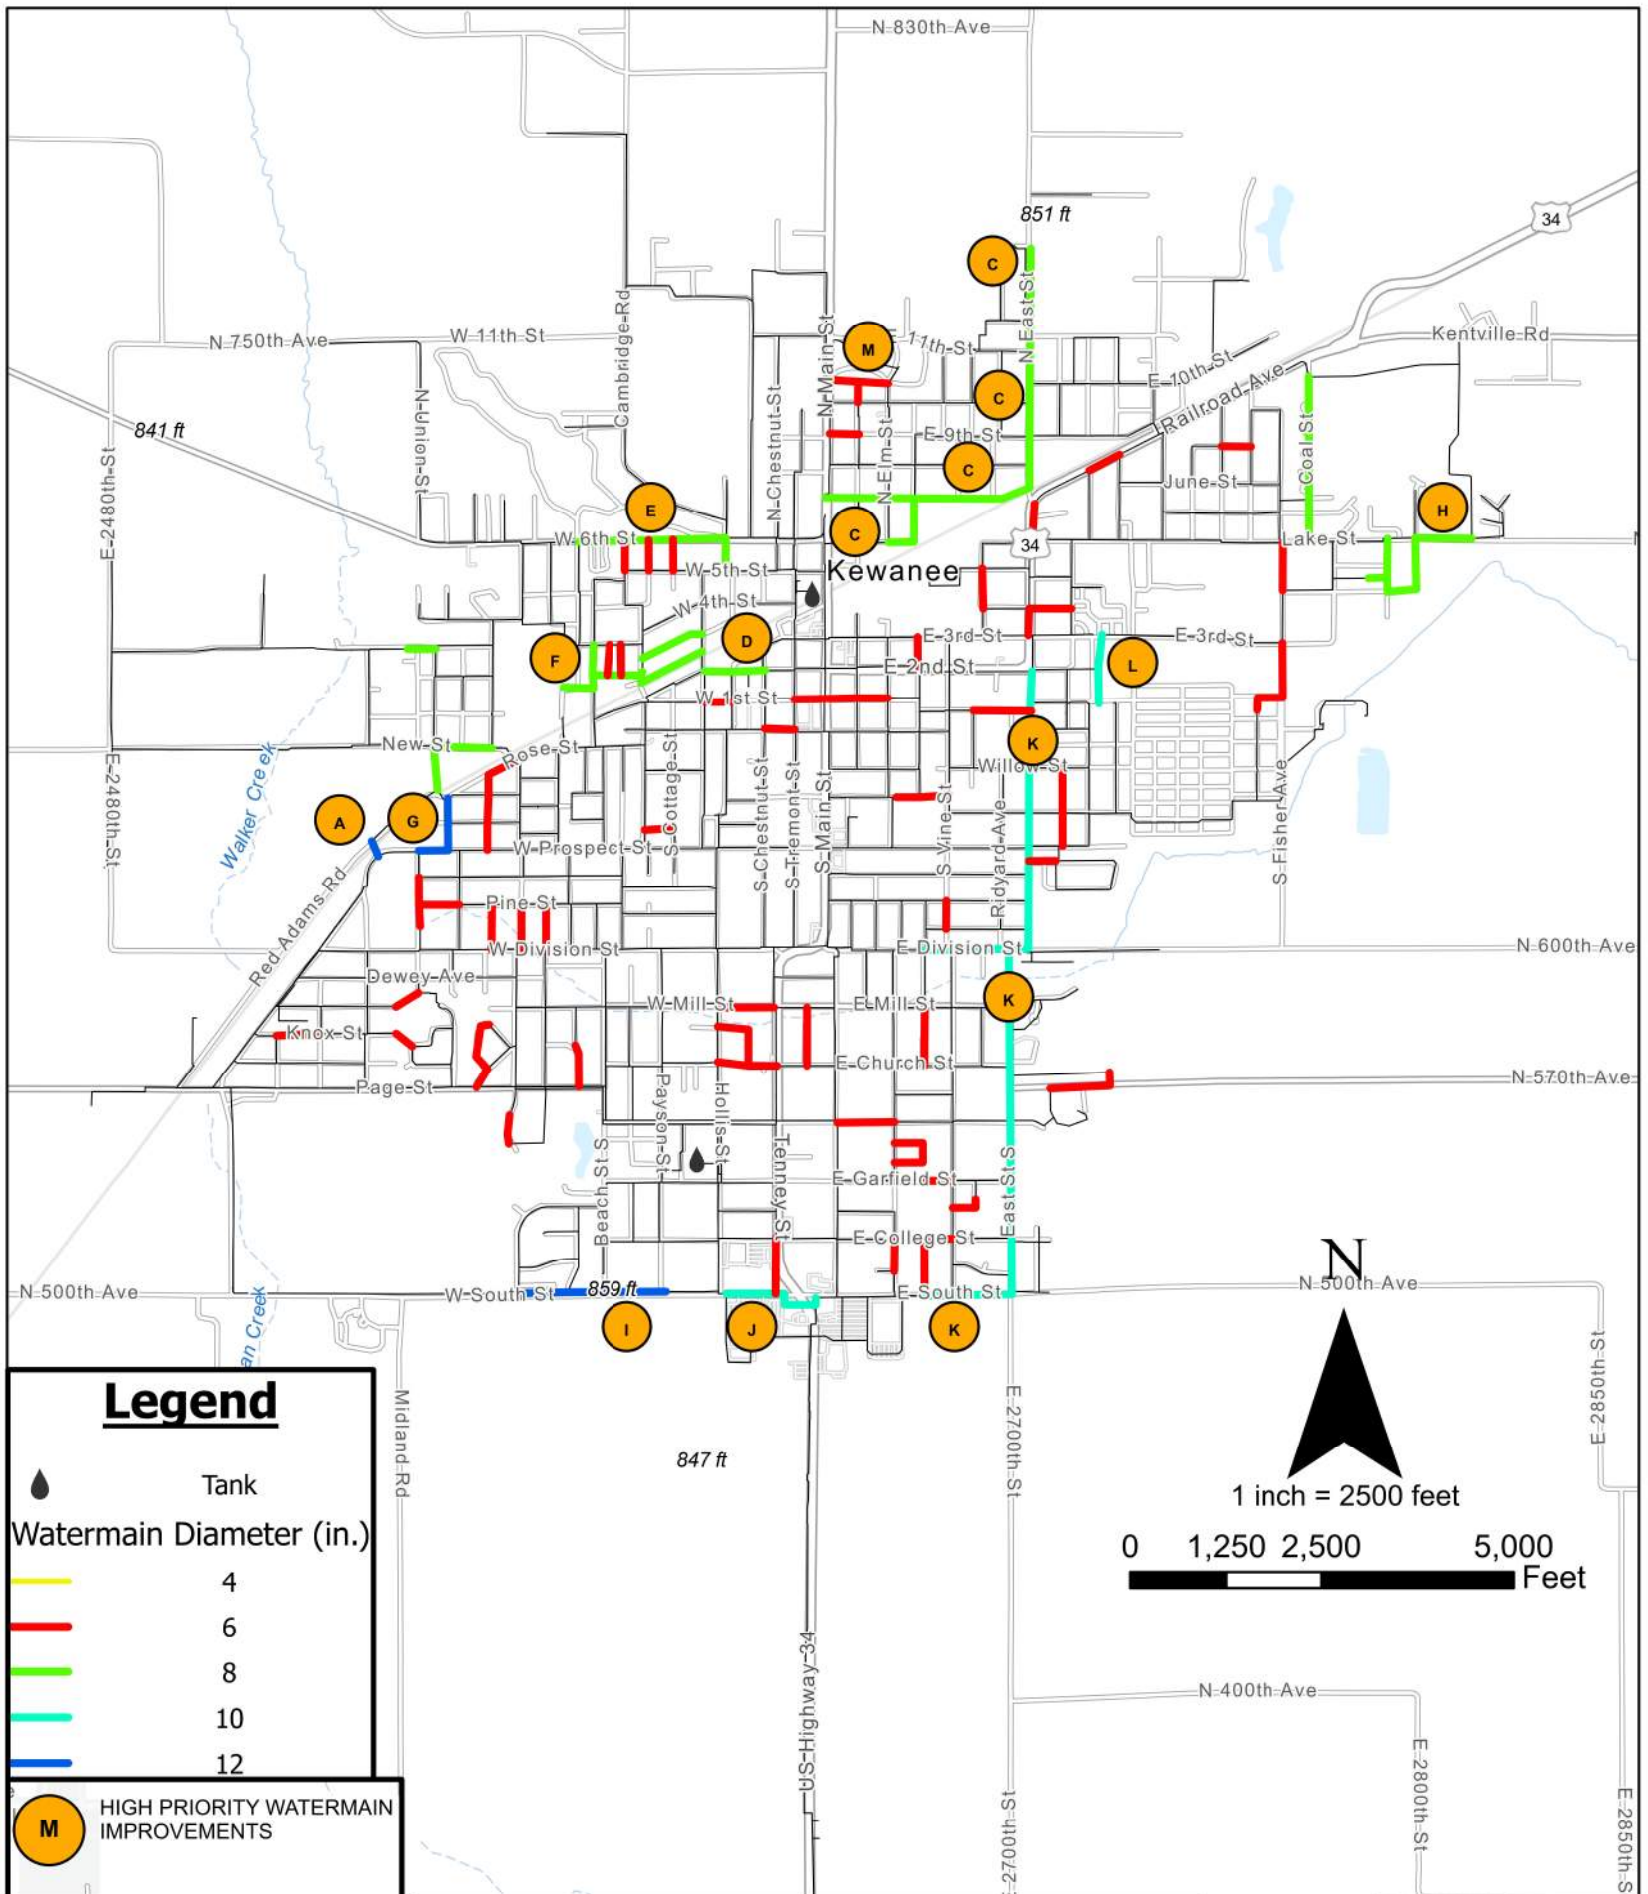 N 830th Ave
851 ft
34
N 750th Ave
W 11th St
Cambridge Rd
N Main St
M
E 11th St
C
N East St
Kentville Rd
E 10th St
Railroad Ave
841 ft
N Union St
N Chestnut St
C
N Elm St
E 9th St
C
Coal St
June St
E 2480th St
E
H
C
W 6th St
34
Lake St
W 5th St
Kewanee
W 4th St
D
E 3rd St
E 3rd St
F
E 2nd St
L
W 1st St
New St
Rose St
K
Willow St
Walker Creek
E 2480th St
S Cottage St
S Chestnut St
S Tremont St
S Main St
S Vine St
Ridyard Ave
S Fisher Ave
A
G
W Prospect St
Red Adams Rd
Pine St
W Division St
E Division St
N 600th Ave
Dewey Ave
W Mill St
E Mill St
K
Knox St
E Church St
Page St
N 570th Ave
Payson St
Hollis St
Beach St S
Tenney St
E Garfield St
East St S
E College St
N
N 500th Ave
W South St
859 ft
E South St
N 500th Ave
I
J
K
an Creek
Midland Rd
E 2700th St
E 2850th St
847 ft
1 inch = 2500 feet
0 1,250 2,500 5,000
Feet
US Highway 34
N 400th Ave
E 2800th St
E 2700th St
E 2850th S
Legend
Tank
Watermain Diameter (in.)
4
6
8
10
12
M
HIGH PRIORITY WATERMAIN
IMPROVEMENTS